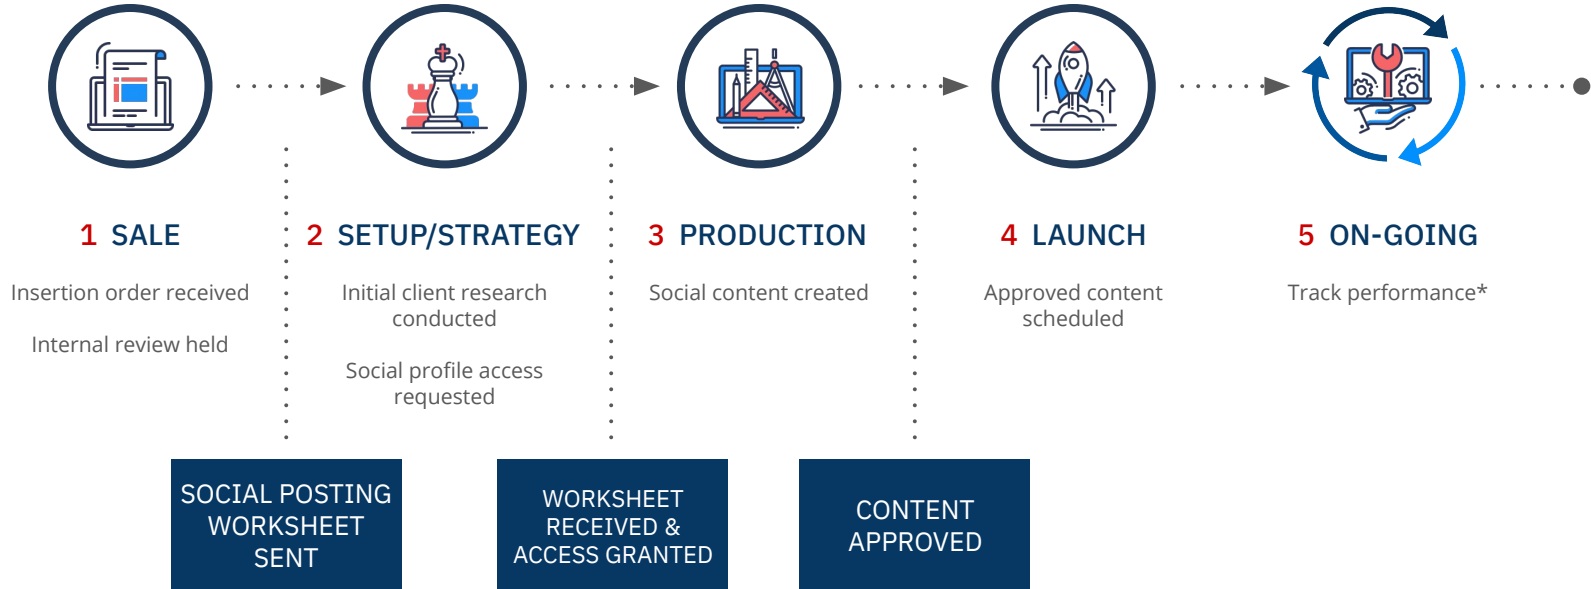 1 SALE
Insertion order received
Internal review held
2 SETUP/STRATEGY
Initial client research
conducted
Social profile access
requested
3 PRODUCTION
Social content created
4 LAUNCH
Approved content
scheduled
5 ON-GOING
Track performance*
SOCIAL POSTING
WORKSHEET
SENT
WORKSHEET
RECEIVED &
ACCESS GRANTED
CONTENT
APPROVED